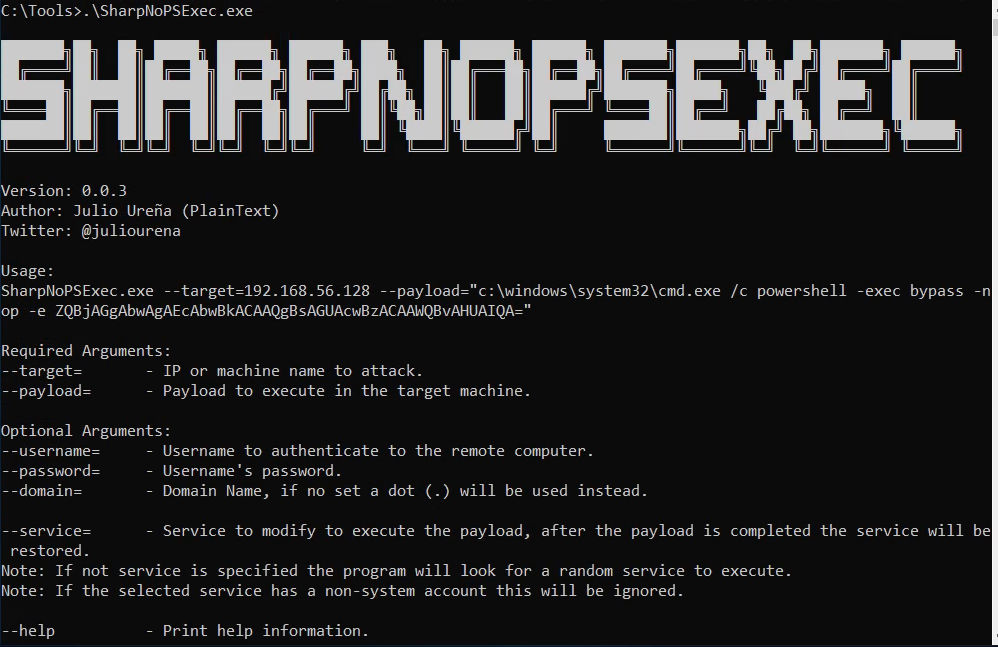 C:\Tools>.\SharpNoPSExec.exe
SHARPNOPSEXEC
Version: 0.0.3
Author: Julio Ureña (PlainText)
Twitter: @juliourena
Usage:
SharpNoPSExec.exe --target=192.168.56.128 --payload="c:\windows\system32\cmd.exe /c powershell -exec bypass -n
op -e ZQBjAGgAbwAgAEcAbwBkACAAQgBsAGUAcwBzACAAWQBvAHUAIQA="
Required Arguments:
--target=       - IP or machine name to attack.
--payload=      - Payload to execute in the target machine.
Optional Arguments:
--username=     - Username to authenticate to the remote computer.
--password=     - Username's password.
--domain=       - Domain Name, if no set a dot (.) will be used instead.
--service=      - Service to modify to execute the payload, after the payload is completed the service will be
 restored.
Note: If not service is specified the program will look for a random service to execute.
Note: If the selected service has a non-system account this will be ignored.
--help          - Print help information.